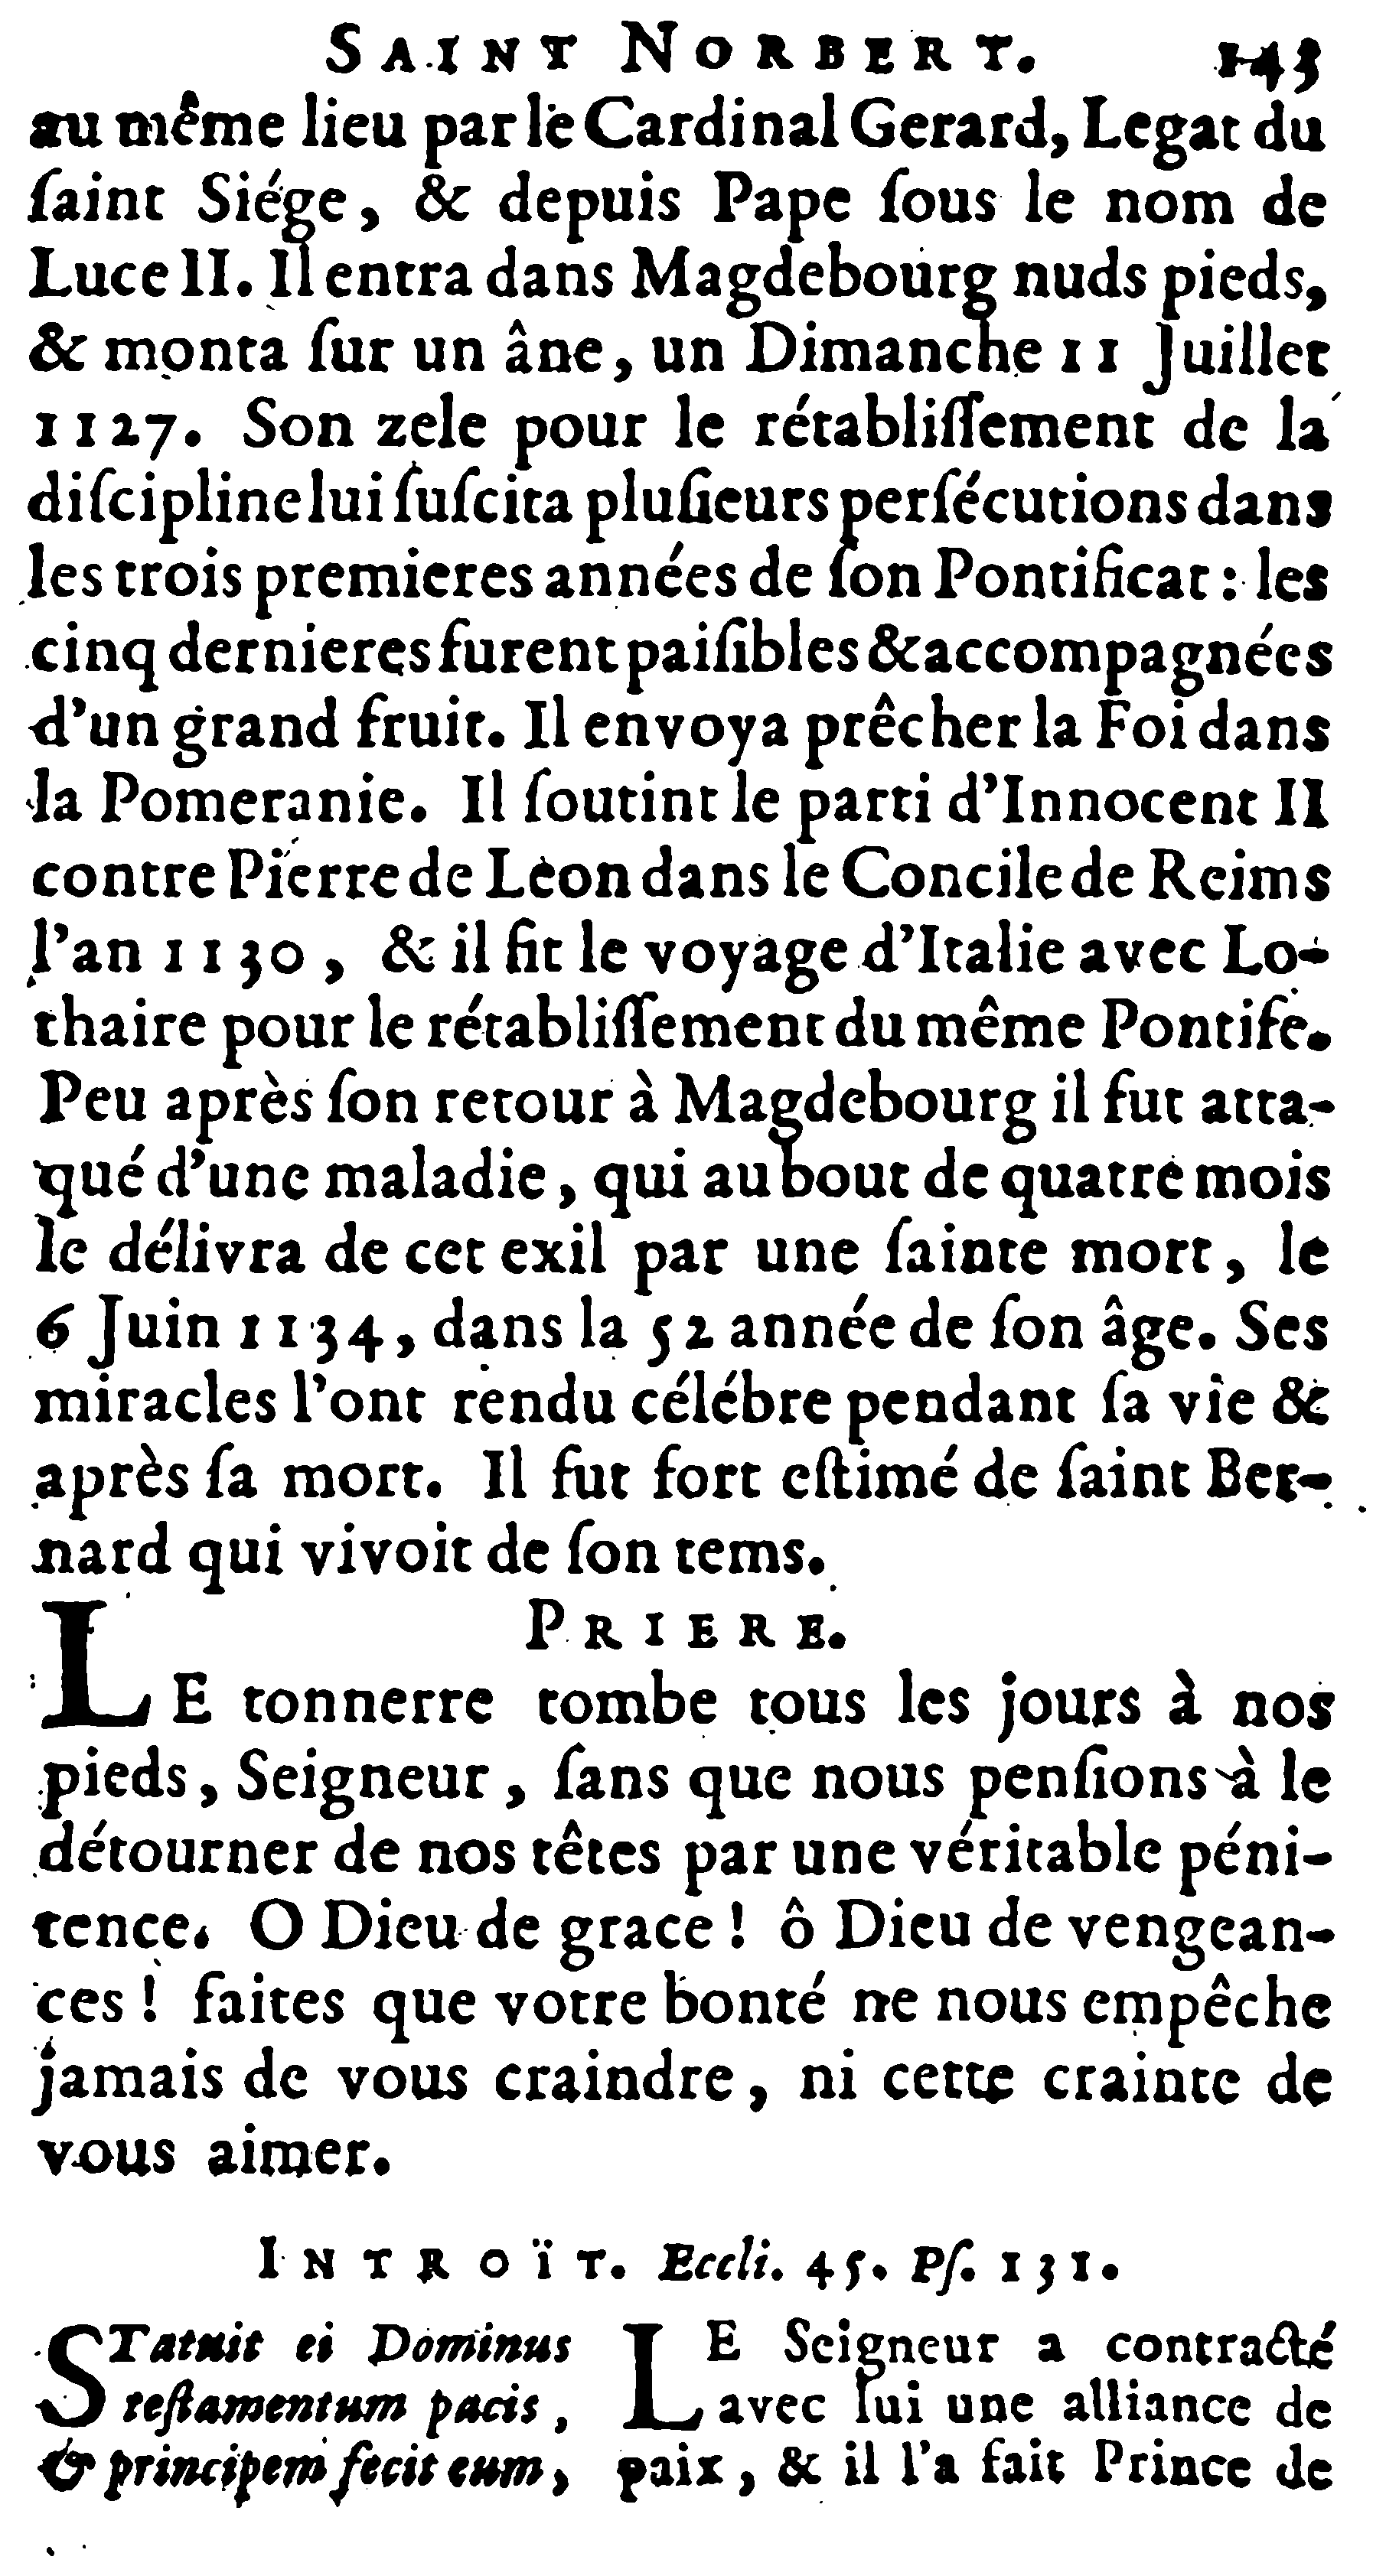 SAINT NORBERT. 143
au même lieu par le Cardinal Gerard, Legat du
ſaint Siége, & depuis Pape ſous le nom de
Luce II. Il entra dans Magdebourg nuds pieds,
& monta ſur un âne, un Dimanche 11 Juillet
1127. Son zele pour le rétabliſſement de la
diſcipline lui ſuſcita pluſieurs perſécutions dans
les trois premieres années de ſon Pontificat : les
cinq dernieres furent paiſibles & accompagnées
d'un grand fruit. Il envoya prêcher la Foi dans
la Pomeranie. Il ſoutint le parti d'Innocent II
contre Pierre de Leon dans le Concile de Reims
l'an 1130, & il fit le voyage d'Italie avec Lo-
thaire pour le rétabliſſement du même Pontife.
Peu après ſon retour à Magdebourg il fut atta-
qué d'une maladie, qui au bout de quatre mois
le délivra de cet exil par une ſainte mort, le
6 Juin 1134, dans la 52 année de ſon âge. Ses
miracles l'ont rendu célébre pendant ſa vie &
après ſa mort. Il fut fort eſtimé de ſaint Ber-
nard qui vivoit de ſon tems.
PRIERE.
LE tonnerre tombe tous les jours à nos
pieds, Seigneur, ſans que nous penſions à le
détourner de nos têtes par une véritable péni-
tence. O Dieu de grace ! ô Dieu de vengean-
ces ! faites que votre bonté ne nous empêche
jamais de vous craindre, ni cette crainte de
vous aimer.
INTROÏT. Eccli. 45. Pſ. 131.
STatuit ei Dominus
teſtamentum pacis,
& principem fecit eum,
LE Seigneur a contracté
avec lui une alliance de
paix, & il l'a fait Prince de